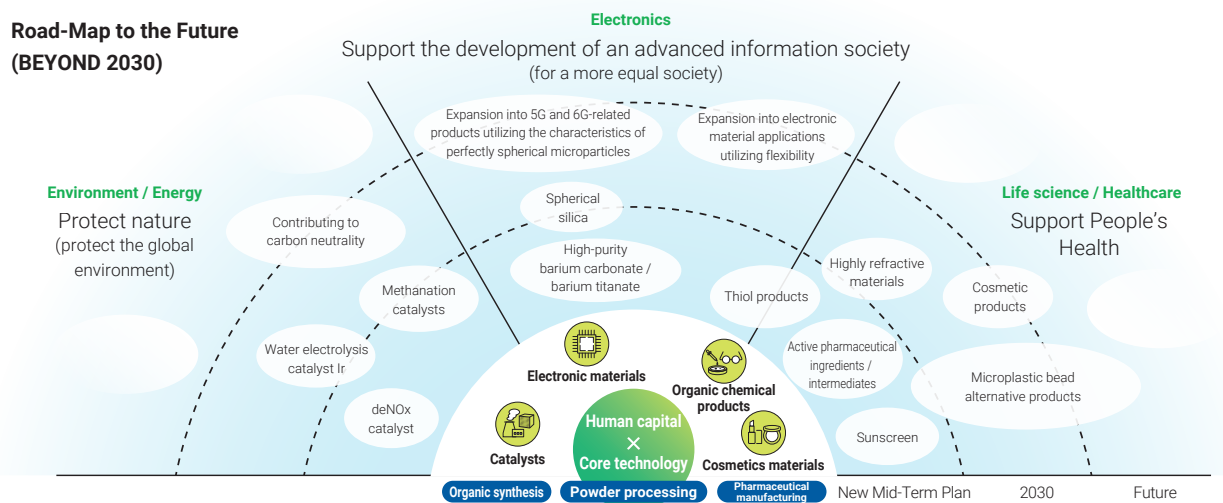 Road-Map to the Future
(BEYOND 2030)
Electronics
Support the development of an advanced information society
(for a more equal society)
Expansion into 5G and 6G-related
products utilizing the characteristics of
perfectly spherical microparticles
Expansion into electronic
material applications
utilizing flexibility
Environment / Energy
Protect nature
(protect the global
environment)
Life science / Healthcare
Support People's
Health
Contributing to
carbon neutrality
Spherical
silica
High-purity
barium carbonate /
barium titanate
Methanation
catalysts
Thiol products
Highly refractive
materials
Cosmetic
products
Water electrolysis
catalyst Ir
Active pharmaceutical
ingredients /
intermediates
Microplastic bead
alternative products
deNOx
catalyst
Sunscreen
Electronic materials
Organic chemical
products
Catalysts
Human capital
×
Core technology
Cosmetics materials
Organic synthesis
Powder processing
Pharmaceutical
manufacturing
New Mid-Term Plan
2030
Future